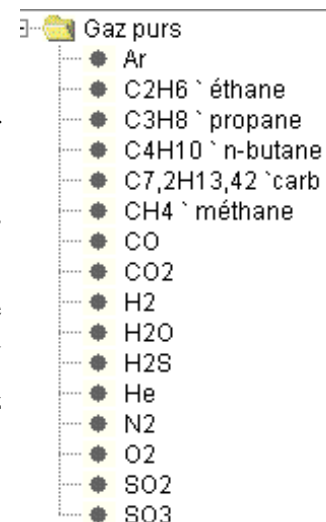 Gaz purs
Ar
C2H6 ` éthane
C3H8 ` propane
C4H10 ` n-butane
C7,2H13,42 `carb
CH4 ` méthane
CO
CO2
H2
H2O
H2S
He
N2
O2
SO2
SO3